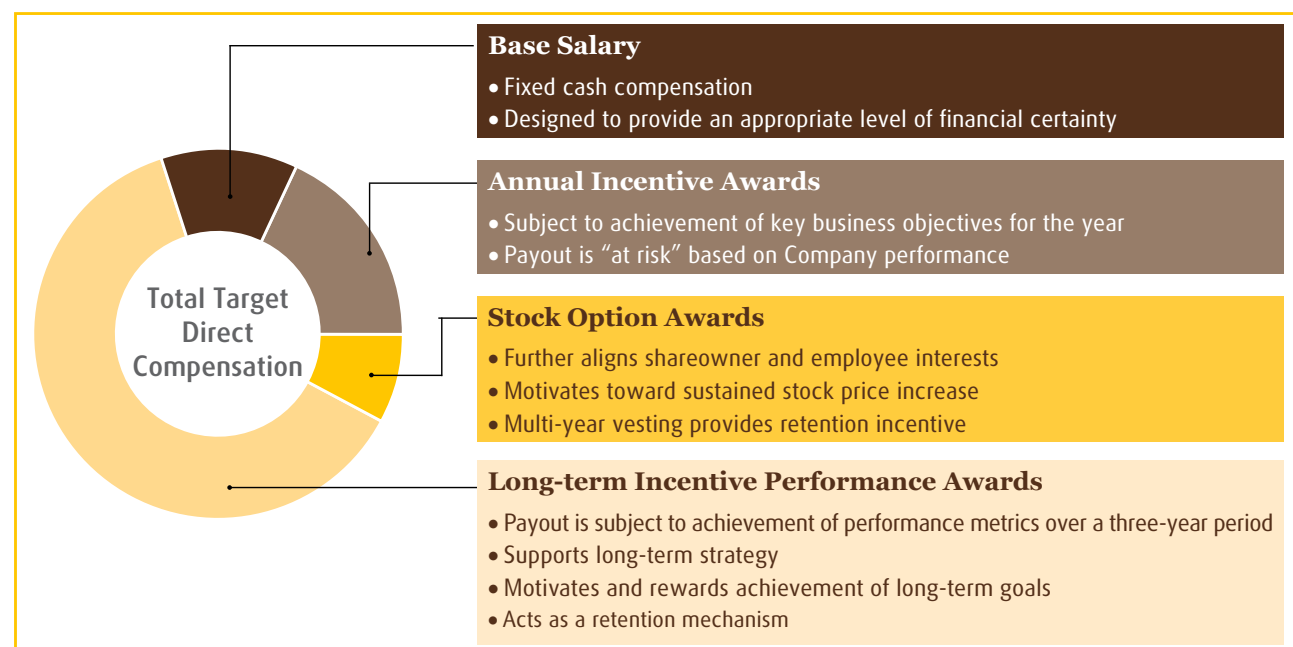 Total Target
Direct
Compensation
Base Salary
• Fixed cash compensation
• Designed to provide an appropriate level of financial certainty
Annual Incentive Awards
• Subject to achievement of key business objectives for the year
• Payout is “at risk” based on Company performance
Stock Option Awards
• Further aligns shareowner and employee interests
• Motivates toward sustained stock price increase
• Multi-year vesting provides retention incentive
Long-term Incentive Performance Awards
• Payout is subject to achievement of performance metrics over a three-year period
• Supports long-term strategy
• Motivates and rewards achievement of long-term goals
• Acts as a retention mechanism